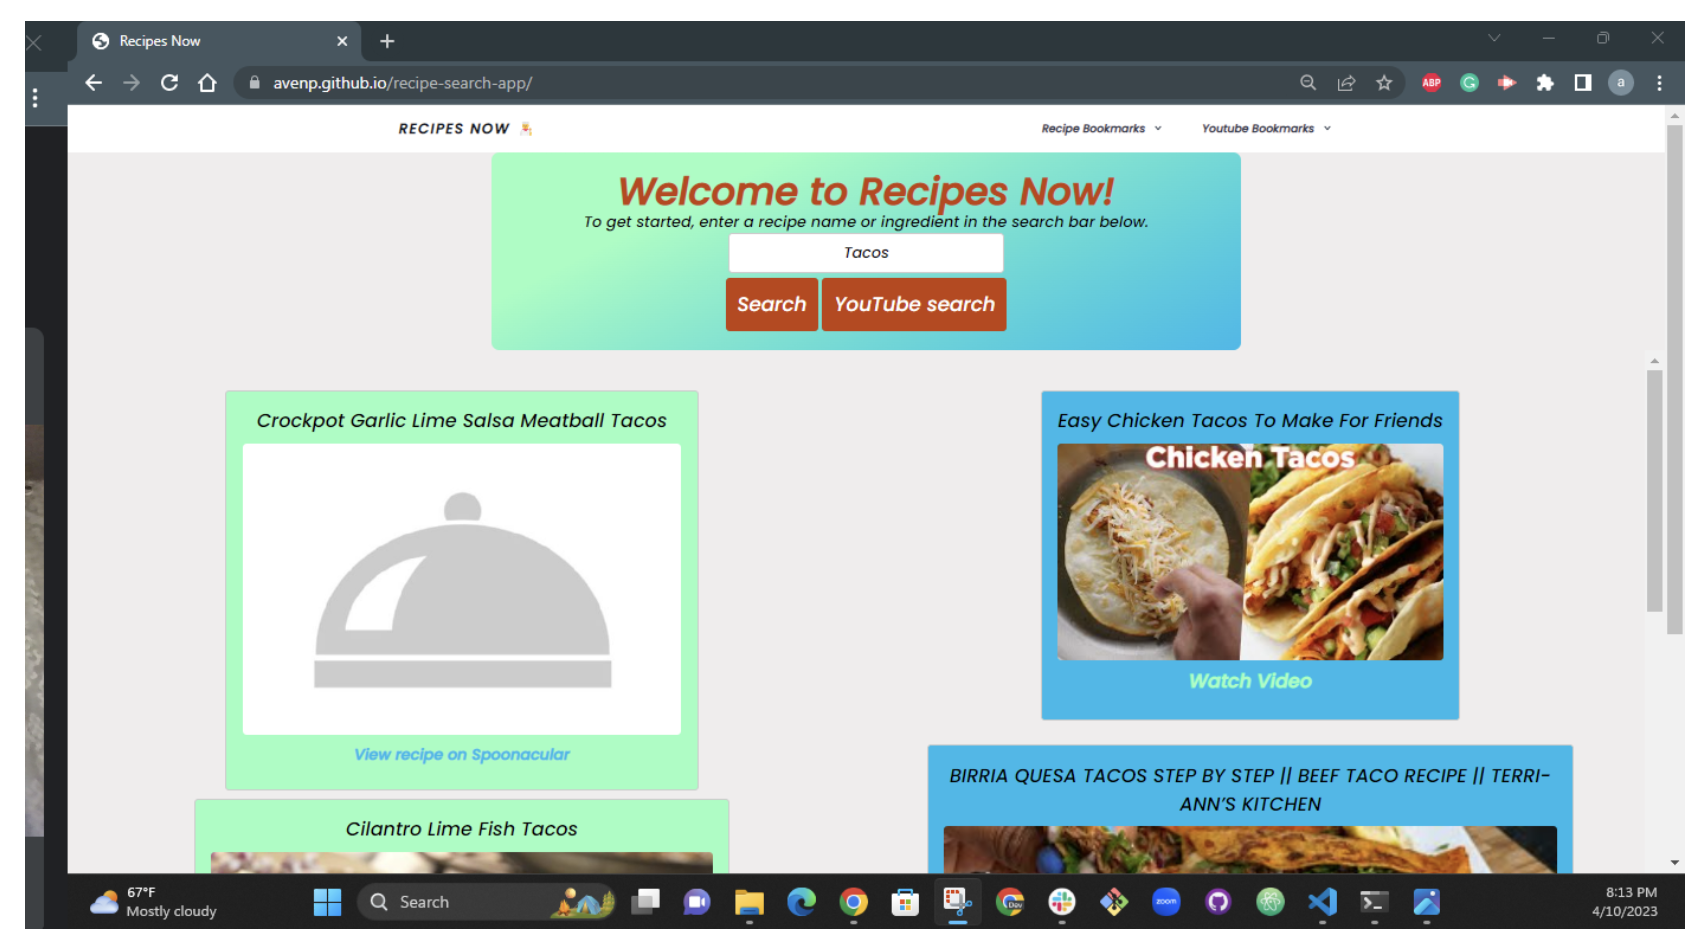 Recipes Now
avenp.github.io/recipe-search-app/
ABP
a
RECIPES NOW
Recipe Bookmarks
Youtube Bookmarks
Welcome to Recipes Now!
To get started, enter a recipe name or ingredient in the search bar below.
Tacos
Search
YouTube search
Crockpot Garlic Lime Salsa Meatball Tacos
View recipe on Spoonacular
Cilantro Lime Fish Tacos
Easy Chicken Tacos To Make For Friends
Chicken Tacos
Watch Video
BIRRIA QUESA TACOS STEP BY STEP || BEEF TACO RECIPE || TERRI-
ANN'S KITCHEN
67°F
Mostly cloudy
Search
Dev
zoom
8:13 PM
4/10/2023